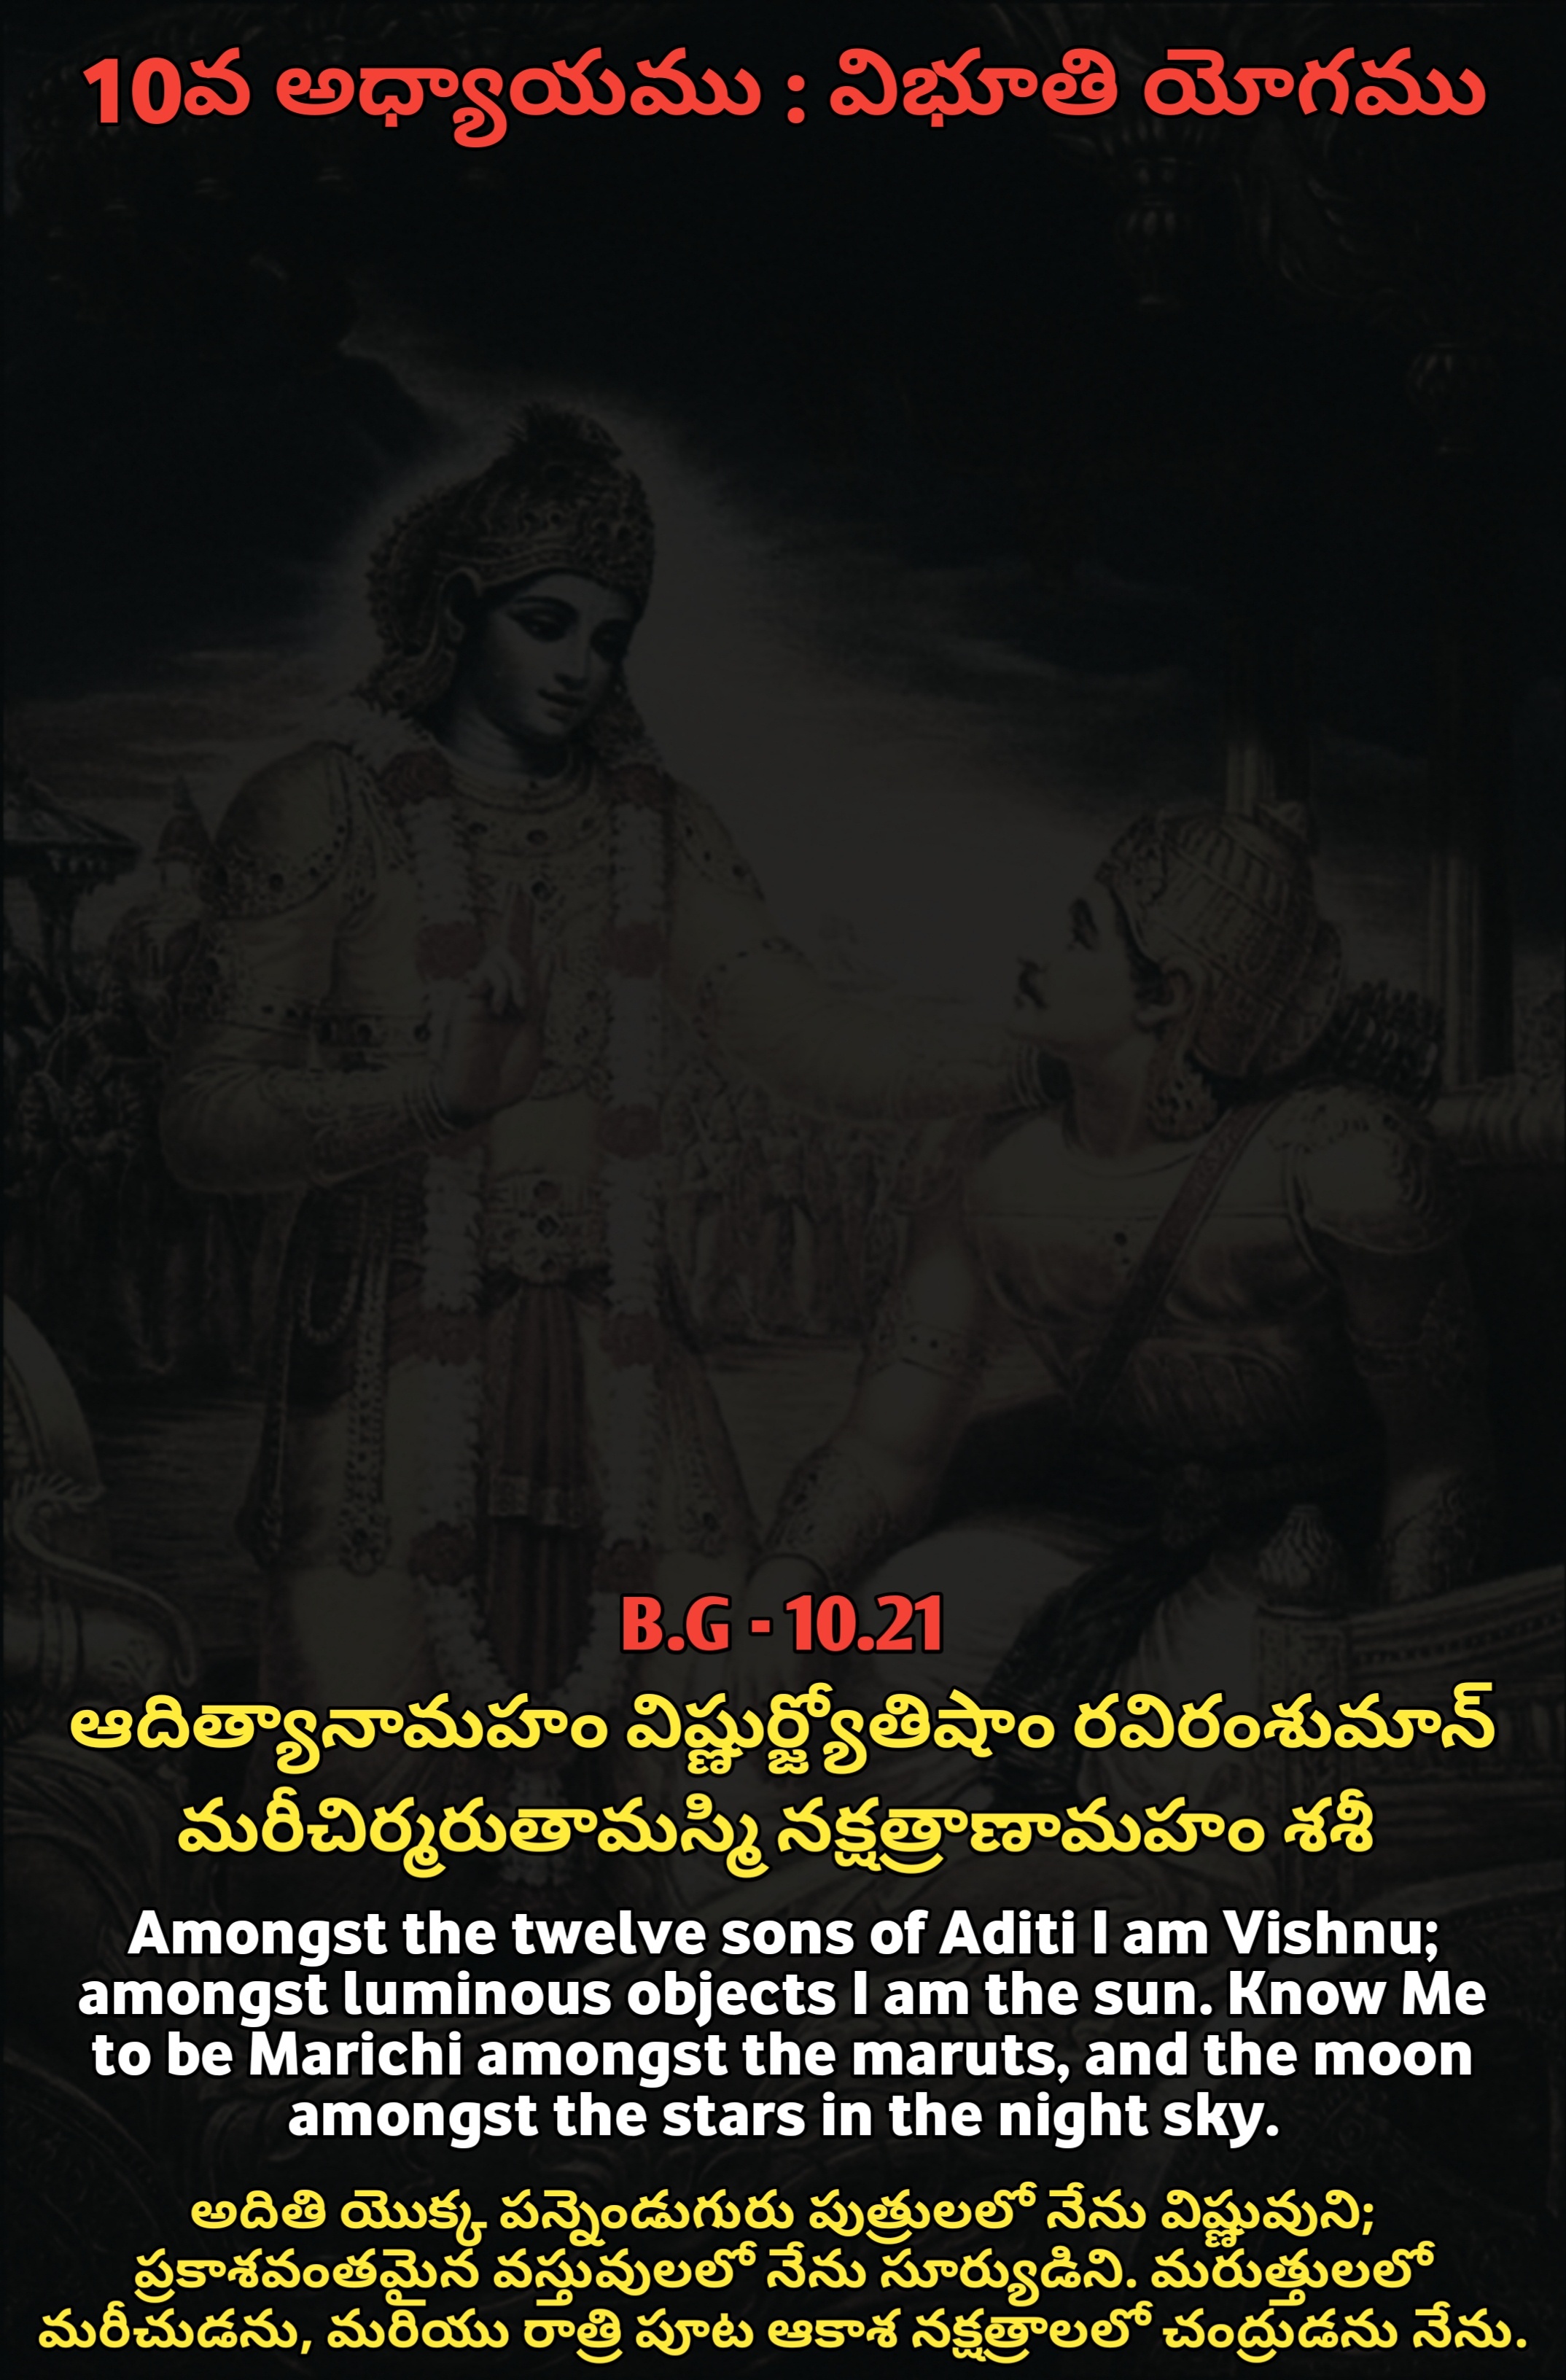 10వ అధ్యాయము : విభూతి యోగము
B.G - 10.21
ఆదిత్యానామహం విష్ణుర్జ్యోతిషాం రవిరంశుమాన్
మరీచిర్మరుతామస్మి నక్షత్రాణామహం శశీ
Amongst the twelve sons of Aditi I am Vishnu;
amongst luminous objects I am the sun. Know Me
to be Marichi amongst the maruts, and the moon
amongst the stars in the night sky.
అదితి యొక్క పన్నెండుగురు పుత్రులలో నేను విష్ణువుని;
ప్రకాశవంతమైన వస్తువులలో నేను సూర్యుడిని. మరుత్తులలో
మరీచుడను, మరియు రాత్రి పూట ఆకాశ నక్షత్రాలలో చంద్రుడను నేను.